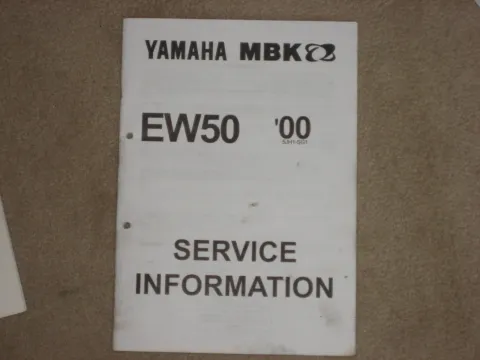 YAMAHA MBK
EW50 '00
SERVICE
INFORMATION